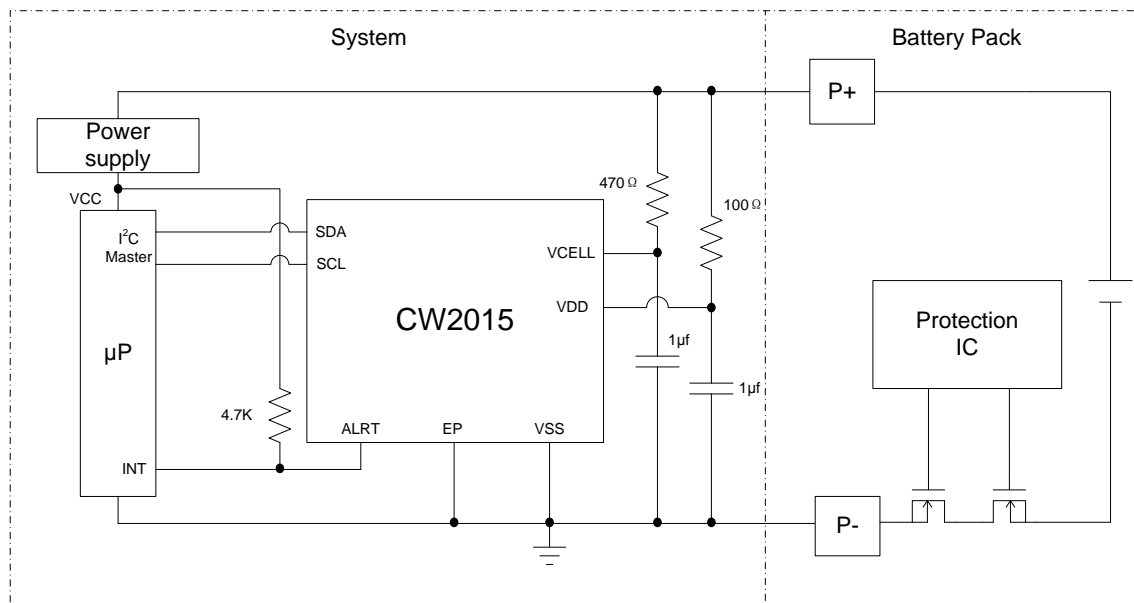 System
Battery Pack
P+
Power
supply
VCC
470Ω
100Ω
I²C
Master
SDA
SCL
VCELL
VDD
CW2015
Protection
IC
µP
1µf
1µf
4.7K
ALRT
EP
VSS
INT
P-